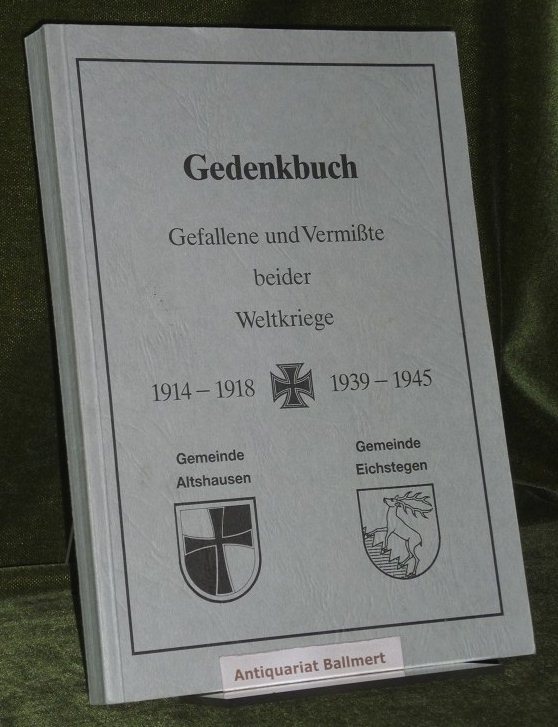 Gedenkbuch
Gefallene und Vermißte
beider
Weltkriege
1914 – 1918 1939 – 1945
Gemeinde
Altshausen
Gemeinde
Eichstegen
Antiquariat Ballmert